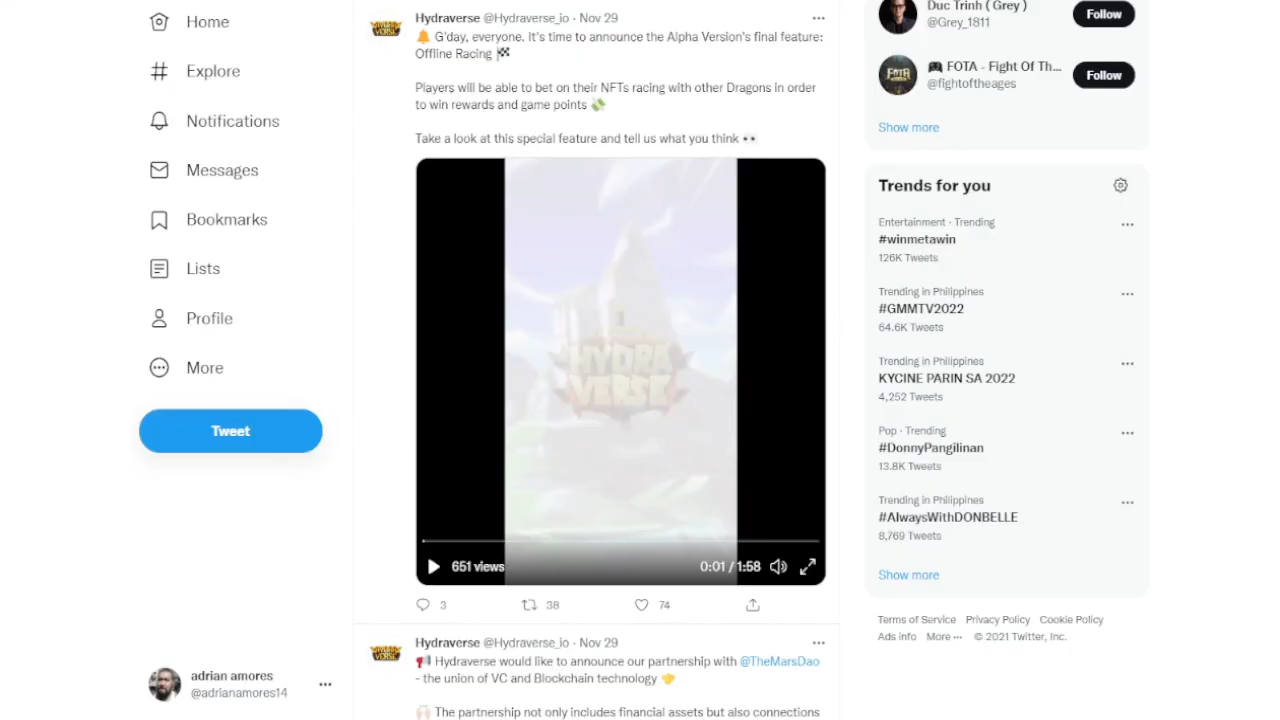 Home
Explore
Notifications
Messages
Bookmarks
Lists
Profile
More
Tweet
adrian amores
@adrianamores14
Hydraverse @Hydraverse_io · Nov 29
🔔 G'day, everyone. It's time to announce the Alpha Version's final feature:
Offline Racing 🏁
Players will be able to bet on their NFTs racing with other Dragons in order
to win rewards and game points 💸
Take a look at this special feature and tell us what you think 👀
HYDRA
VERSE
651 views
0:01 / 1:58
3
38
74
Hydraverse @Hydraverse_io · Nov 29
Hydraverse would like to announce our partnership with @TheMarsDao
- the union of VC and Blockchain technology
The partnership not only includes financial assets but also connections
Duc Trinh ( Grey )
@Grey_1811
Follow
FOTA - Fight Of Th...
@fightoftheages
Follow
Show more
Trends for you
Entertainment · Trending
#winmetawin
126K Tweets
Trending in Philippines
#GMMTV2022
64.6K Tweets
Trending in Philippines
KYCINE PARIN SA 2022
4,252 Tweets
Pop · Trending
#DonnyPangilinan
13.8K Tweets
Trending in Philippines
#AlwaysWithDONBELLE
8,769 Tweets
Show more
Terms of Service Privacy Policy Cookie Policy
Ads info More ··· © 2021 Twitter, Inc.